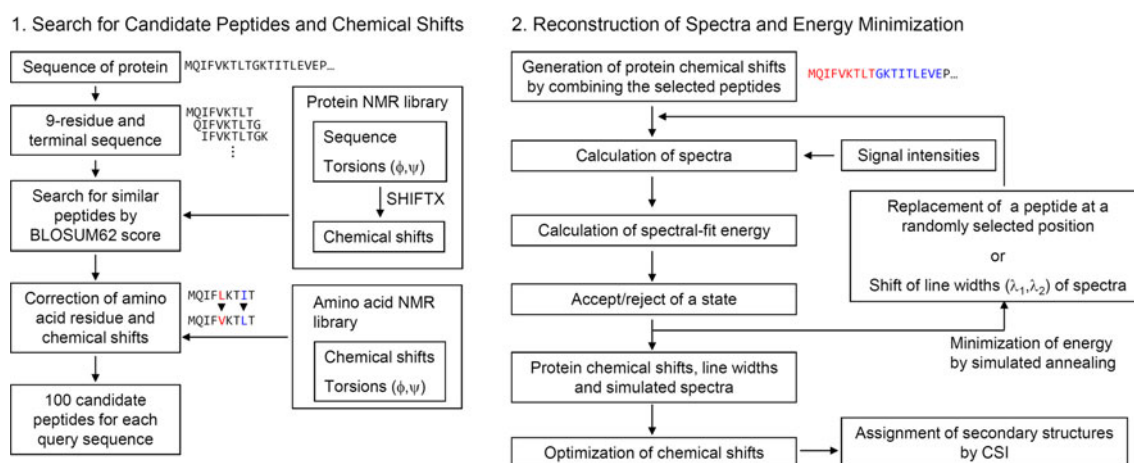 1. Search for Candidate Peptides and Chemical Shifts
Sequence of protein
MQIFVKTLTGKTITLEVEP…
9-residue and
terminal sequence
MQIFVKTLT
QIFVKTLTG
IFVKTLTGK
⋮
Search for similar
peptides by
BLOSUM62 score
Correction of amino
acid residue and
chemical shifts
MQIFLKTIT
MQIFVKTLT
100 candidate
peptides for each
query sequence
Protein NMR library
Sequence
Torsions (ϕ,ψ)
SHIFTX
Chemical shifts
Amino acid NMR
library
Chemical shifts
Torsions (ϕ,ψ)
2. Reconstruction of Spectra and Energy Minimization
Generation of protein chemical shifts
by combining the selected peptides
MQIFVKTLTGKTITLEVEP…
Calculation of spectra
Signal intensities
Calculation of spectral-fit energy
Accept/reject of a state
Replacement of a peptide at a
randomly selected position
or
Shift of line widths (λ₁,λ₂) of spectra
Minimization of energy
by simulated annealing
Protein chemical shifts, line widths
and simulated spectra
Optimization of chemical shifts
Assignment of secondary structures
by CSI